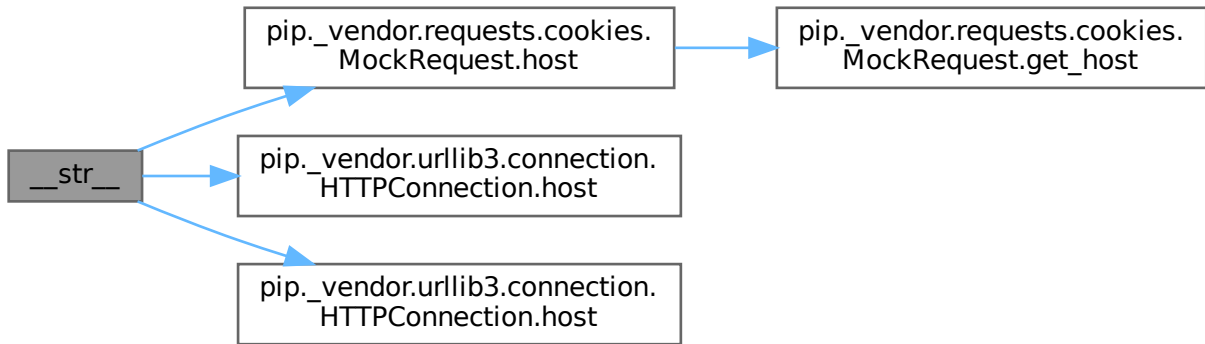 pip._vendor.requests.cookies.
MockRequest.host
pip._vendor.requests.cookies.
MockRequest.get_host
__str__
pip._vendor.urllib3.connection.
HTTPConnection.host
pip._vendor.urllib3.connection.
HTTPConnection.host